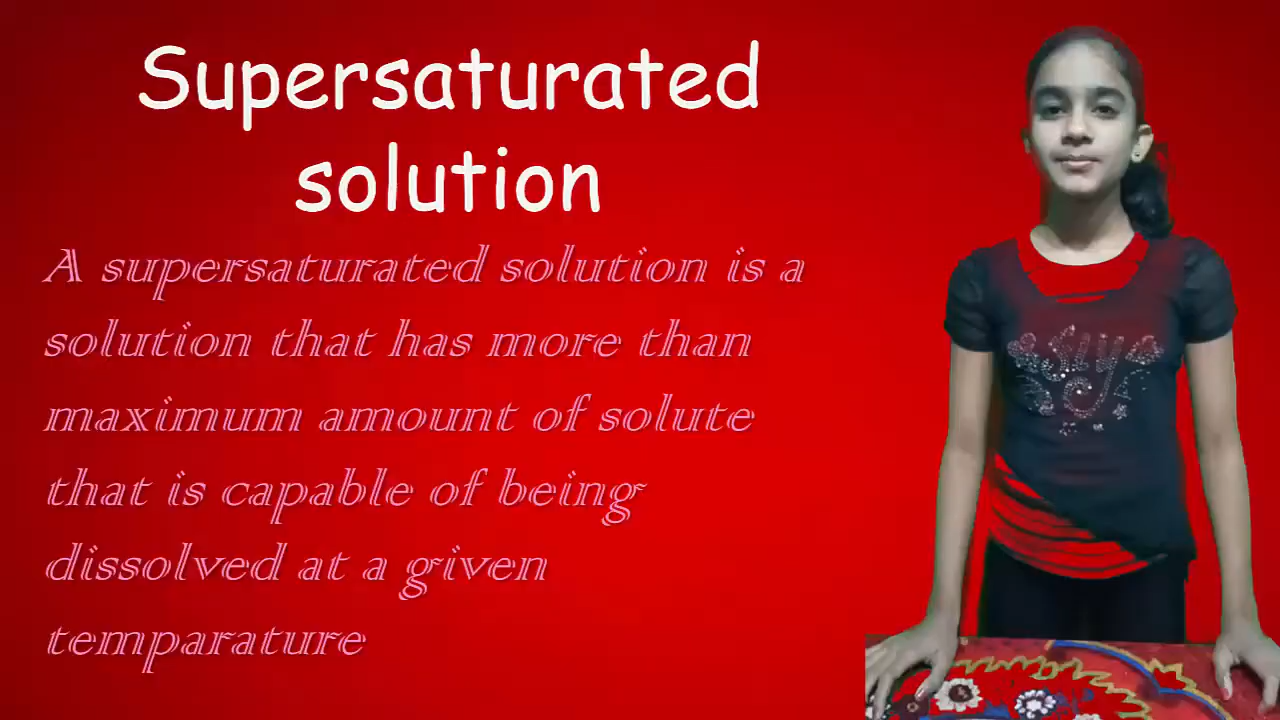 Supersaturated
solution
A supersaturated solution is a
solution that has more than
maximum amount of solute
that is capable of being
dissolved at a given
temparature